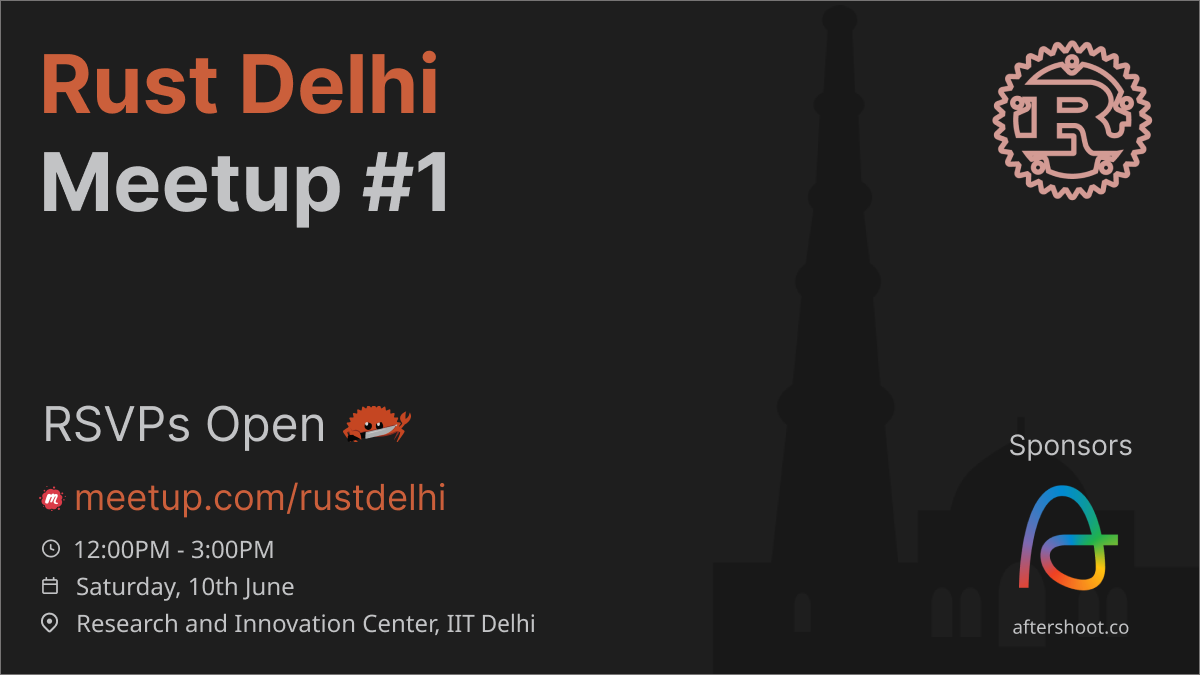 Rust Delhi
Meetup #1
R
RSVPs Open
m meetup.com/rustdelhi
12:00PM - 3:00PM
Saturday, 10th June
Research and Innovation Center, IIT Delhi
Sponsors
aftershoot.co